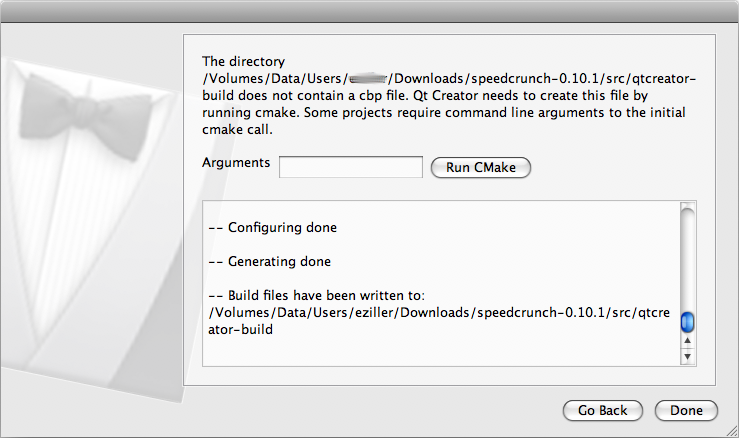 The directory
/Volumes/Data/Users/ /Downloads/speedcrunch-0.10.1/src/qtcreator-
build does not contain a cbp file. Qt Creator needs to create this file by
running cmake. Some projects require command line arguments to the initial
cmake call.
Arguments Run CMake
-- Configuring done
-- Generating done
-- Build files have been written to:
/Volumes/Data/Users/eziller/Downloads/speedcrunch-0.10.1/src/qtcre
ator-build
Go Back Done